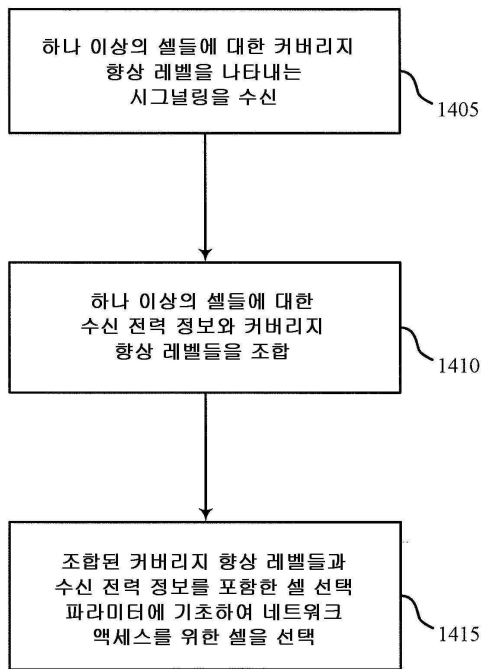 하나 이상의 셀들에 대한 커버리지
향상 레벨을 나타내는
시그널링을 수신
1405
하나 이상의 셀들에 대한
수신 전력 정보와 커버리지
향상 레벨들을 조합
1410
조합된 커버리지 향상 레벨들과
수신 전력 정보를 포함한 셀 선택
파라미터에 기초하여 네트워크
액세스를 위한 셀을 선택
1415